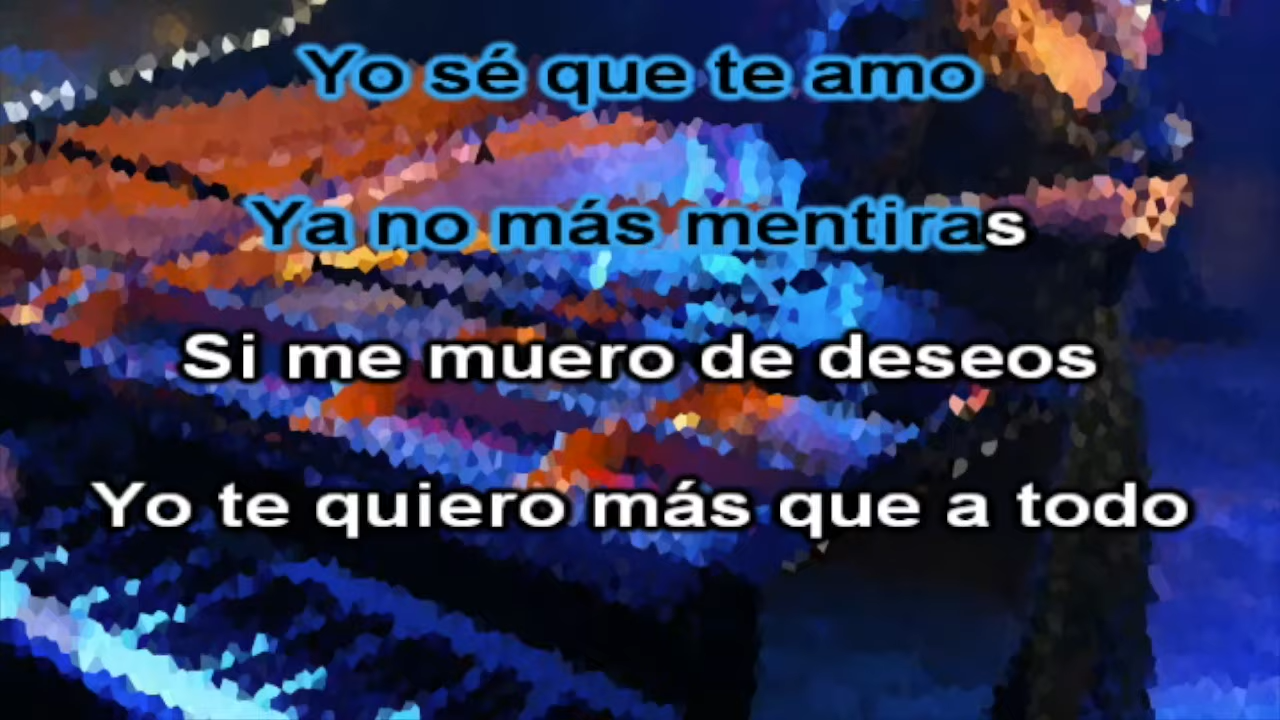 Yo sé que te amo
Ya no más mentiras
Si me muero de deseos
Yo te quiero más que a todo